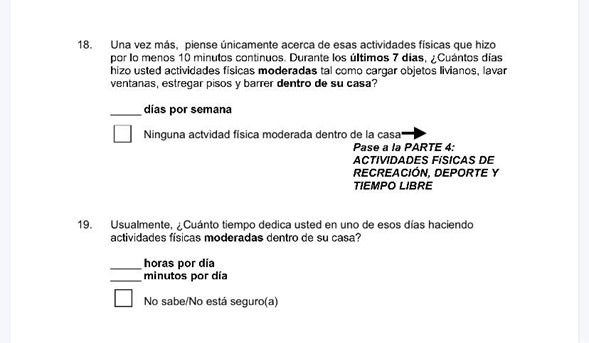 18. Una vez más, piense únicamente acerca de esas actividades físicas que hizo
por lo menos 10 minutos continuos. Durante los últimos 7 días, ¿Cuántos días
hizo usted actividades físicas moderadas tal como cargar objetos livianos, lavar
ventanas, estregar pisos y barrer dentro de su casa?
______ días por semana
Ninguna actvidad física moderada dentro de la casa
Pase a la PARTE 4:
ACTIVIDADES FíSICAS DE
RECREACIÓN, DEPORTE Y
TIEMPO LIBRE
19. Usualmente, ¿Cuánto tiempo dedica usted en uno de esos días haciendo
actividades físicas moderadas dentro de su casa?
______ horas por día
______ minutos por día
No sabe/No está seguro(a)